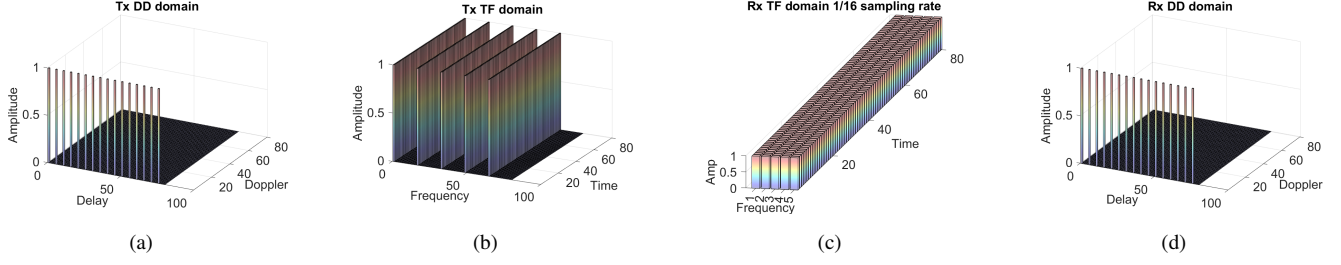 Tx DD domain
1
0.5
0
Amplitude
0
50
100
Delay
20
40
60
80
Doppler
(a)
Tx TF domain
1
0.5
0
Amplitude
0
50
100
Frequency
20
40
60
80
Time
(b)
Rx TF domain 1/16 sampling rate
1
0.5
0
Amp
1
2
3
4
5
Frequency
20
40
60
80
Time
(c)
Rx DD domain
1
0.5
0
Amplitude
0
50
100
Delay
20
40
60
80
Doppler
(d)